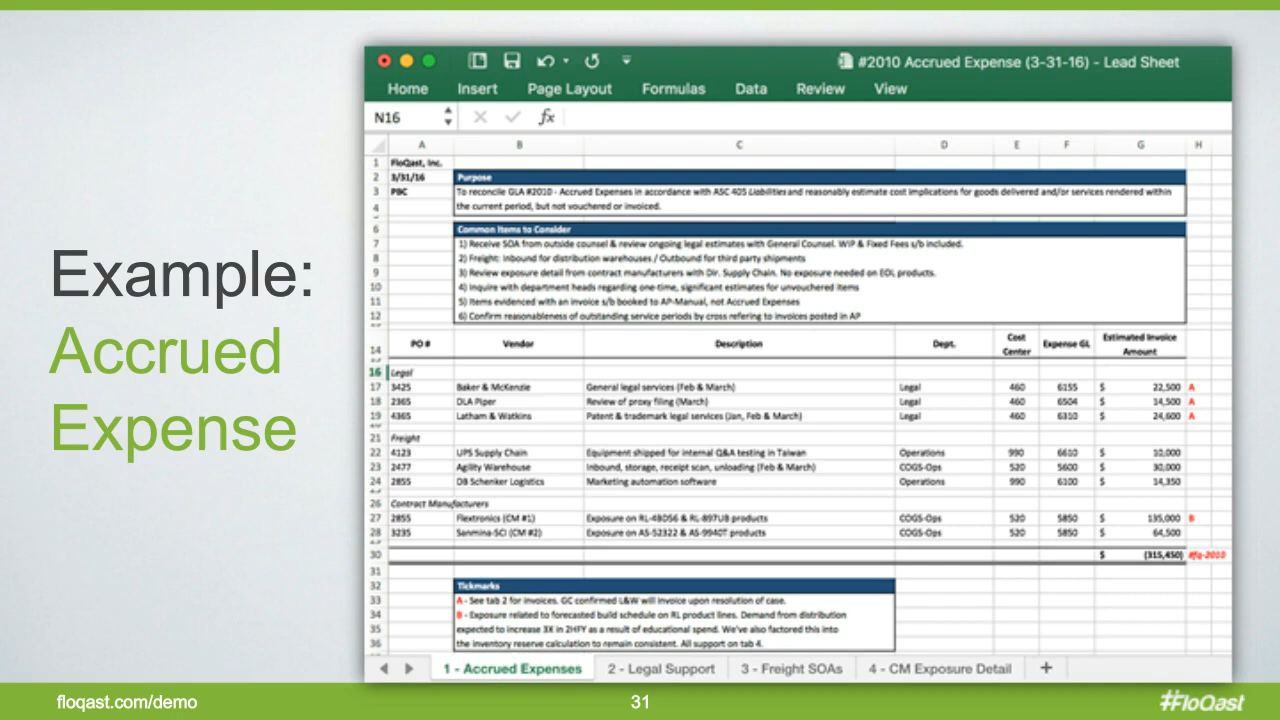 Example:
Accrued
Expense
#2010 Accrued Expense (3-31-16) - Lead Sheet
Home Insert Page Layout Formulas Data Review View
N16 fx
A B C D E F G H
1 FloQast, Inc.
2 3/31/16 Purpose
3 PBC To reconcile GLA #2010 - Accrued Expenses in accordance with ASC 405 Liabilities and reasonably estimate cost implications for goods delivered and/or services rendered within
4 the current period, but not vouchered or invoiced.
6 Common Items to Consider
7 1) Receive SOA from outside counsel & review ongoing legal estimates with General Counsel. WIP & Fixed Fees s/b included.
8 2) Freight: Inbound for distribution warehouses / Outbound for third party shipments
9 3) Review exposure detail from contract manufacturers with Dir. Supply Chain. No exposure needed on EOL products.
10 4) Inquire with department heads regarding one-time, significant estimates for unvouchered items
11 5) Items evidenced with an invoice s/b booked to AP-Manual, not Accrued Expenses
12 6) Confirm reasonableness of outstanding service periods by cross refering to invoices posted in AP
14 PO # Vendor Description Dept. Cost Center Expense GL Estimated Invoice Amount
16 Legal
17 3425 Baker & McKenzie General legal services (Feb & March) Legal 460 6155 $ 22,500 A
18 2365 DLA Piper Review of proxy filing (March) Legal 460 6504 $ 14,500 A
19 4365 Latham & Watkins Patent & trademark legal services (Jan, Feb & March) Legal 460 6310 $ 24,600 A
21 Freight
22 4123 UPS Supply Chain Equipment shipped for internal Q&A testing in Taiwan Operations 990 6610 $ 10,000
23 2477 Agility Warehouse Inbound, storage, receipt scan, unloading (Feb & March) COGS-Ops 520 5600 $ 30,000
24 2855 DB Schenker Logistics Marketing automation software Operations 990 6100 $ 14,350
26 Contract Manufacturers
27 2855 Flextronics (CM #1) Exposure on RL-48D56 & RL-897UB products COGS-Ops 520 5850 $ 135,000 B
28 3235 Sanmina-SCI (CM #2) Exposure on AS-52322 & AS-9940T products COGS-Ops 520 5850 $ 64,500
30 $ (315,450) #fq-2010
31
32 Tickmarks
33 A - See tab 2 for invoices. GC confirmed L&W will invoice upon resolution of case.
34 B - Exposure related to forecasted build schedule on RL product lines. Demand from distribution
35 expected to increase 3X in 2HFY as a result of educational spend. We've also factored this into
36 the inventory reserve calculation to remain consistent. All support on tab 4.
1 - Accrued Expenses 2 - Legal Support 3 - Freight SOAs 4 - CM Exposure Detail +
floqast.com/demo 31 #FloQast